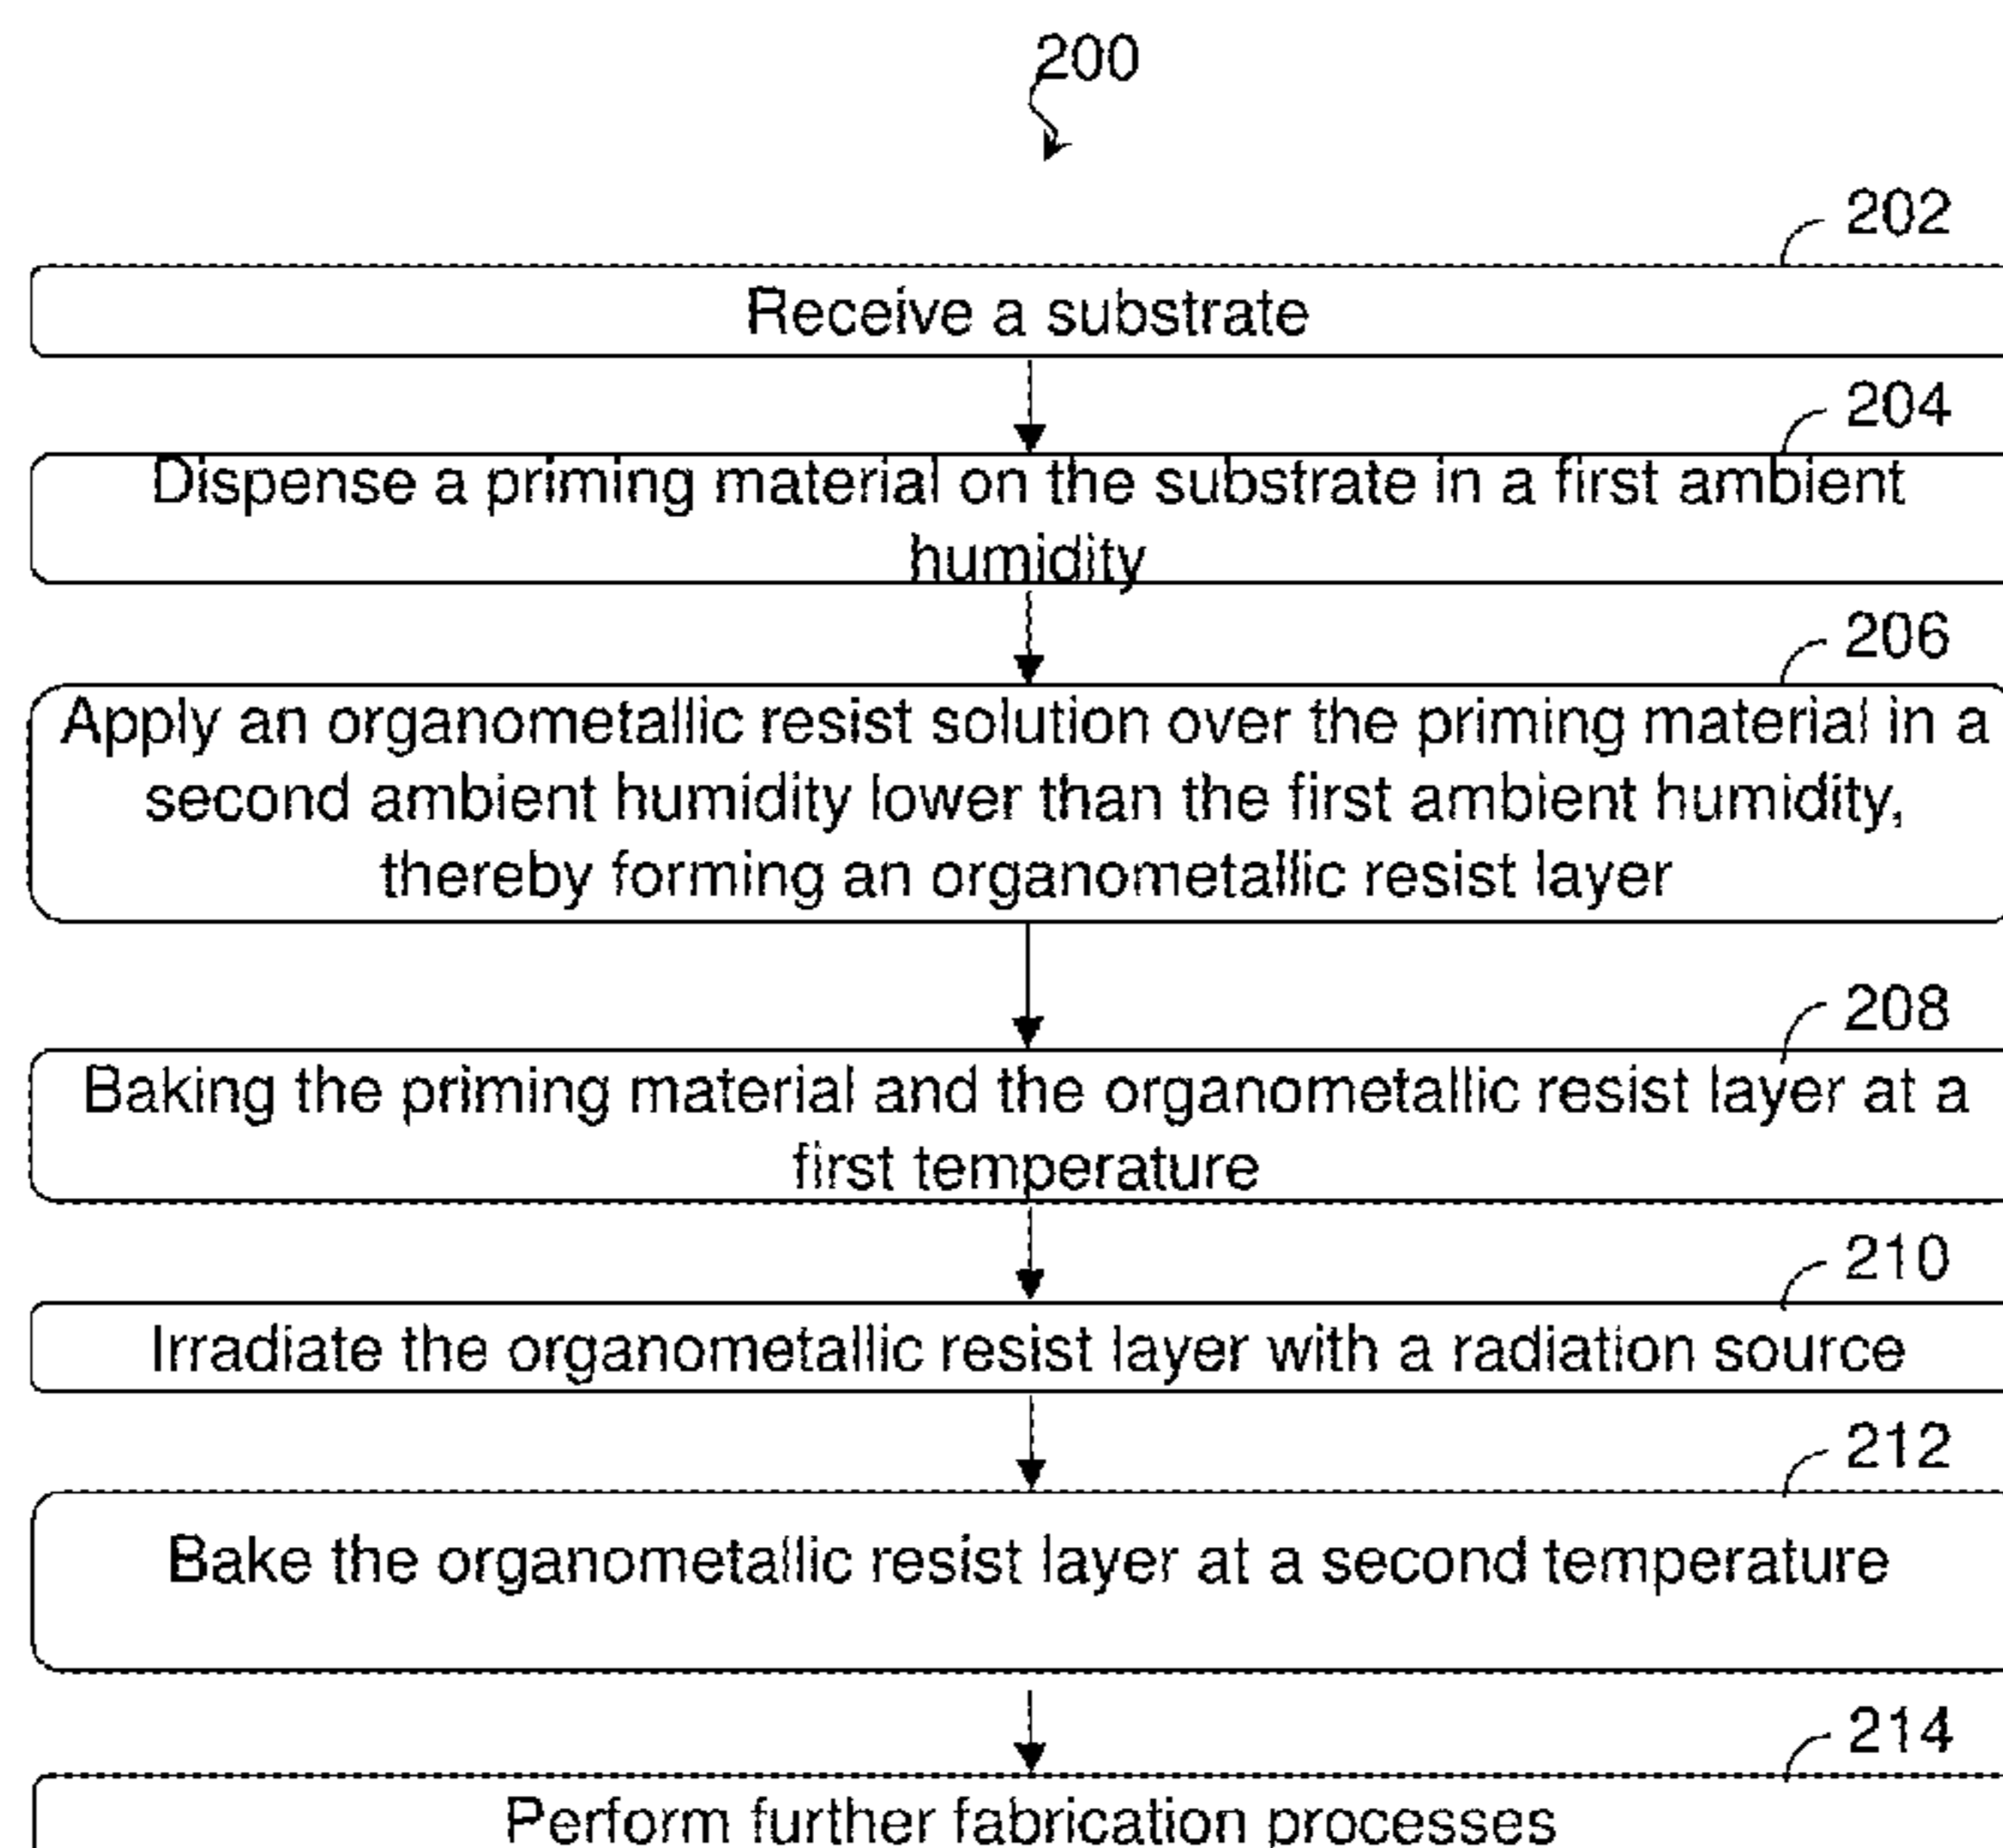 200
202
Receive a substrate
204
Dispense a priming material on the substrate in a first ambient
humidity
206
Apply an organometallic resist solution over the priming material in a
second ambient humidity lower than the first ambient humidity,
thereby forming an organometallic resist layer
208
Baking the priming material and the organometallic resist layer at a
first temperature
210
Irradiate the organometallic resist layer with a radiation source
212
Bake the organometallic resist layer at a second temperature
214
Perform further fabrication processes